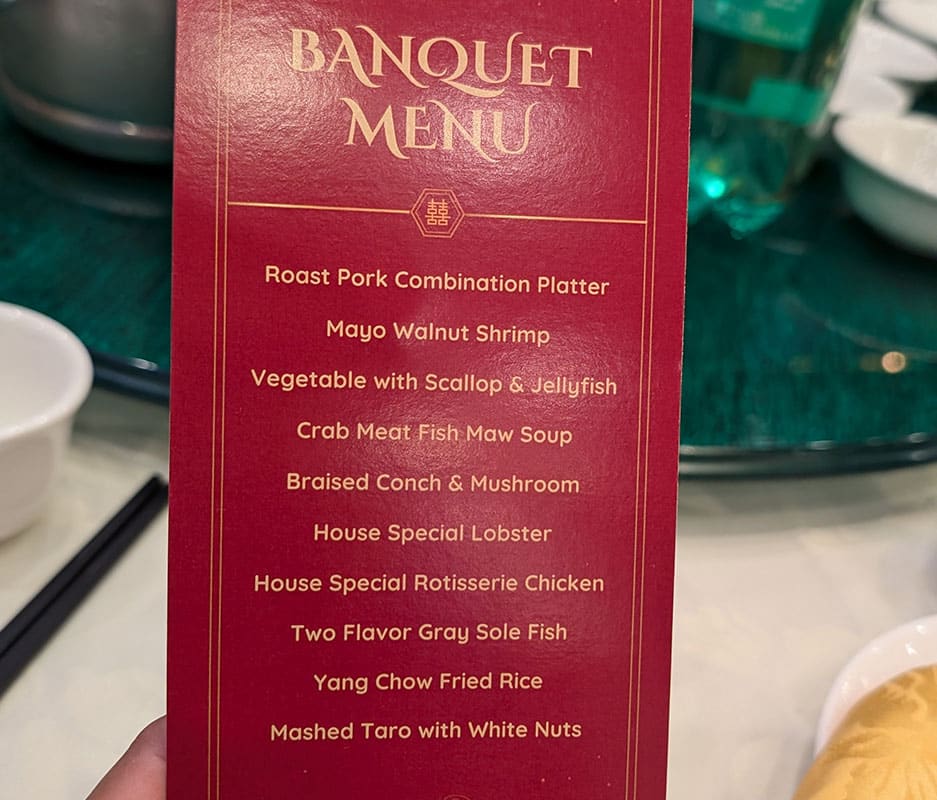 BANQUET
MENU
囍
Roast Pork Combination Platter
Mayo Walnut Shrimp
Vegetable with Scallop & Jellyfish
Crab Meat Fish Maw Soup
Braised Conch & Mushroom
House Special Lobster
House Special Rotisserie Chicken
Two Flavor Gray Sole Fish
Yang Chow Fried Rice
Mashed Taro with White Nuts